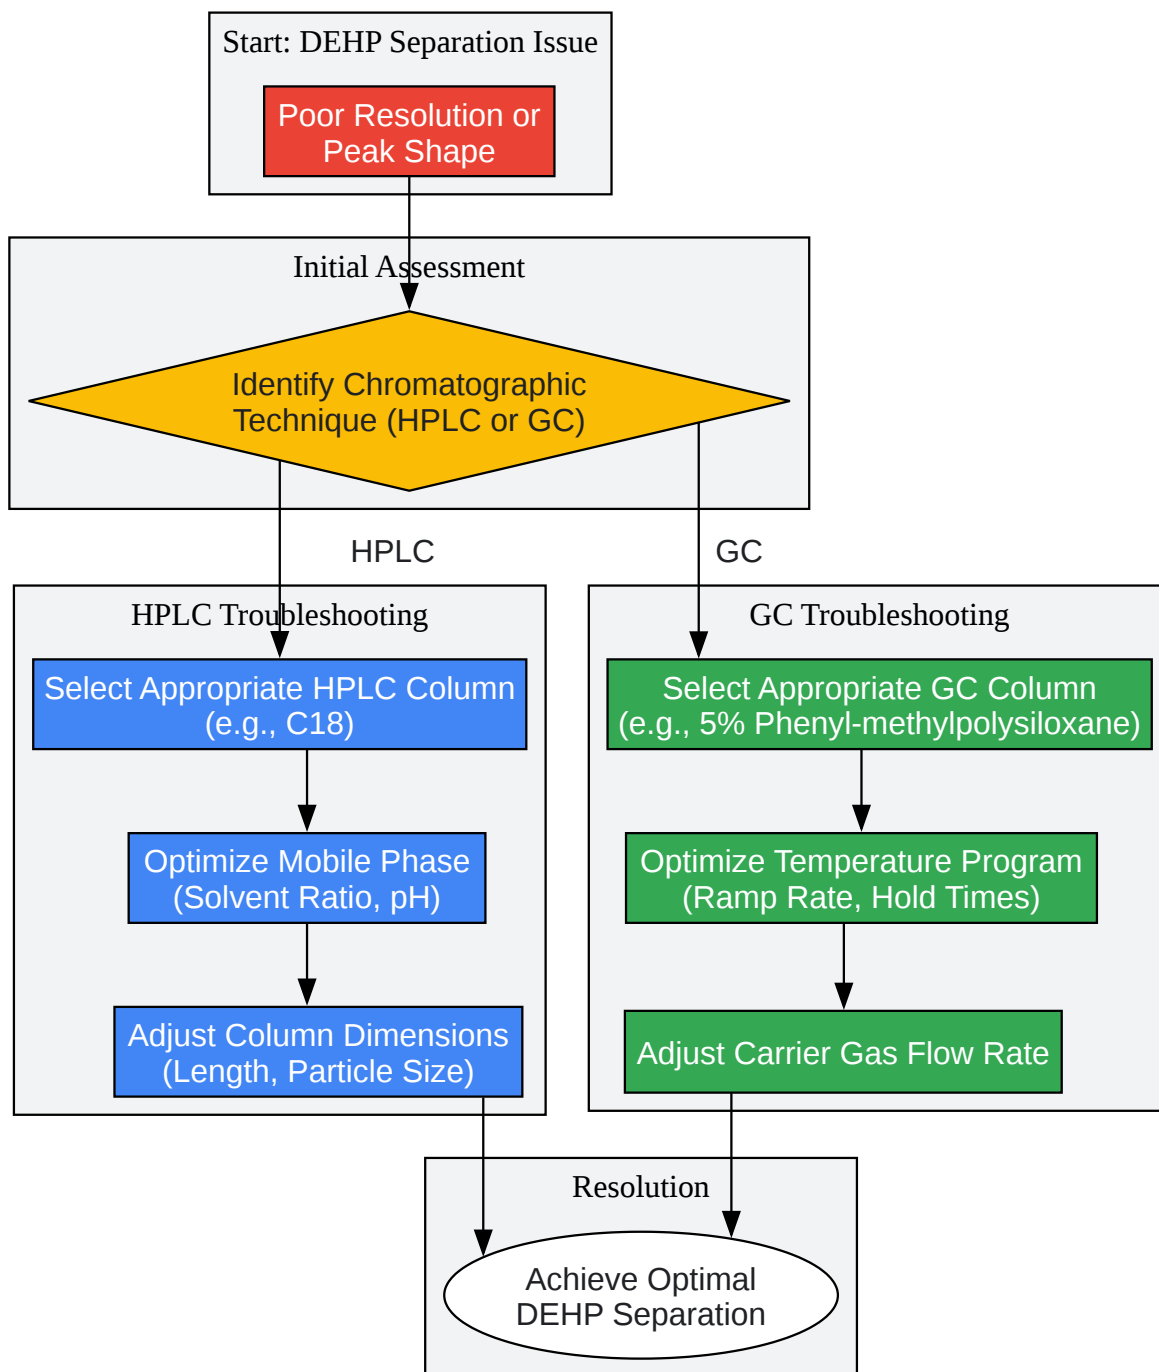 Start: DEHP Separation Issue
Poor Resolution or
Peak Shape
Initial Assessment
Identify Chromatographic
Technique (HPLC or GC)
HPLC
GC
HPLC Troubleshooting
Select Appropriate HPLC Column
(e.g., C18)
Optimize Mobile Phase
(Solvent Ratio, pH)
Adjust Column Dimensions
(Length, Particle Size)
GC Troubleshooting
Select Appropriate GC Column
(e.g., 5% Phenyl-methylpolysiloxane)
Optimize Temperature Program
(Ramp Rate, Hold Times)
Adjust Carrier Gas Flow Rate
Resolution
Achieve Optimal
DEHP Separation